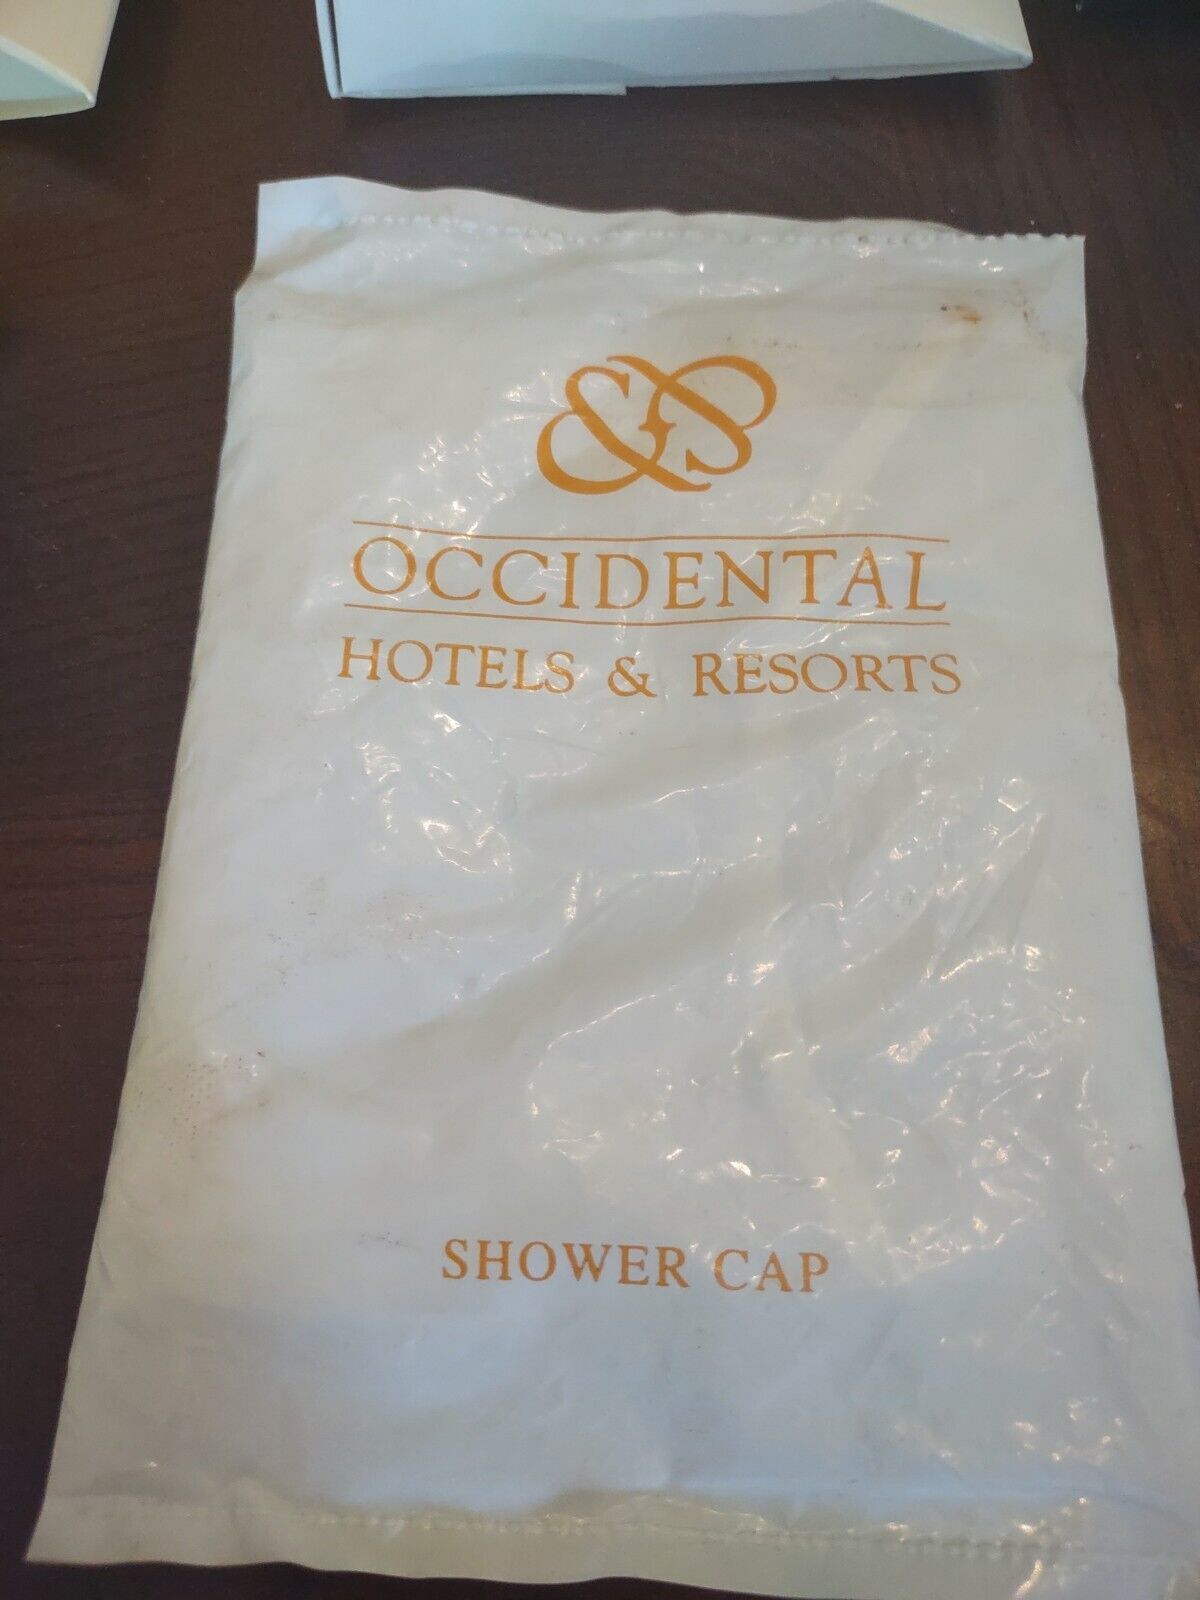 OCCIDENTAL
HOTELS & RESORTS
SHOWER CAP